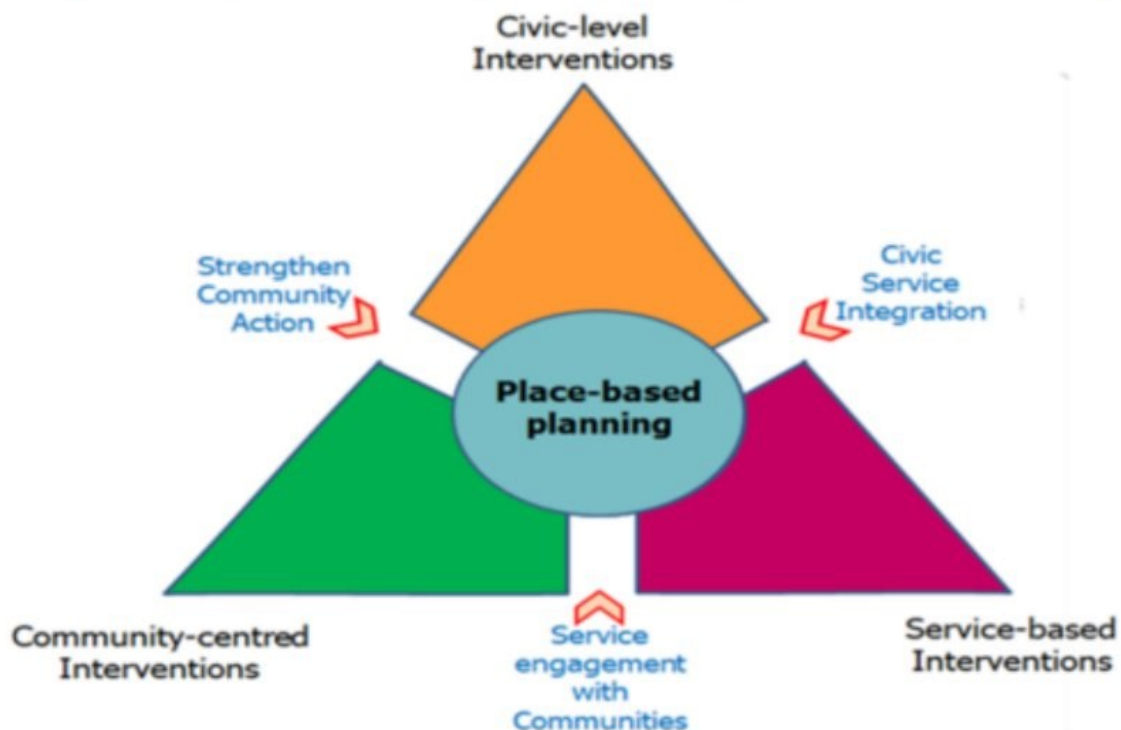 Civic-level
Interventions
Strengthen
Community
Action
Civic
Service
Integration
Place-based
planning
Community-centred
Interventions
Service
engagement
with
Communities
Service-based
Interventions